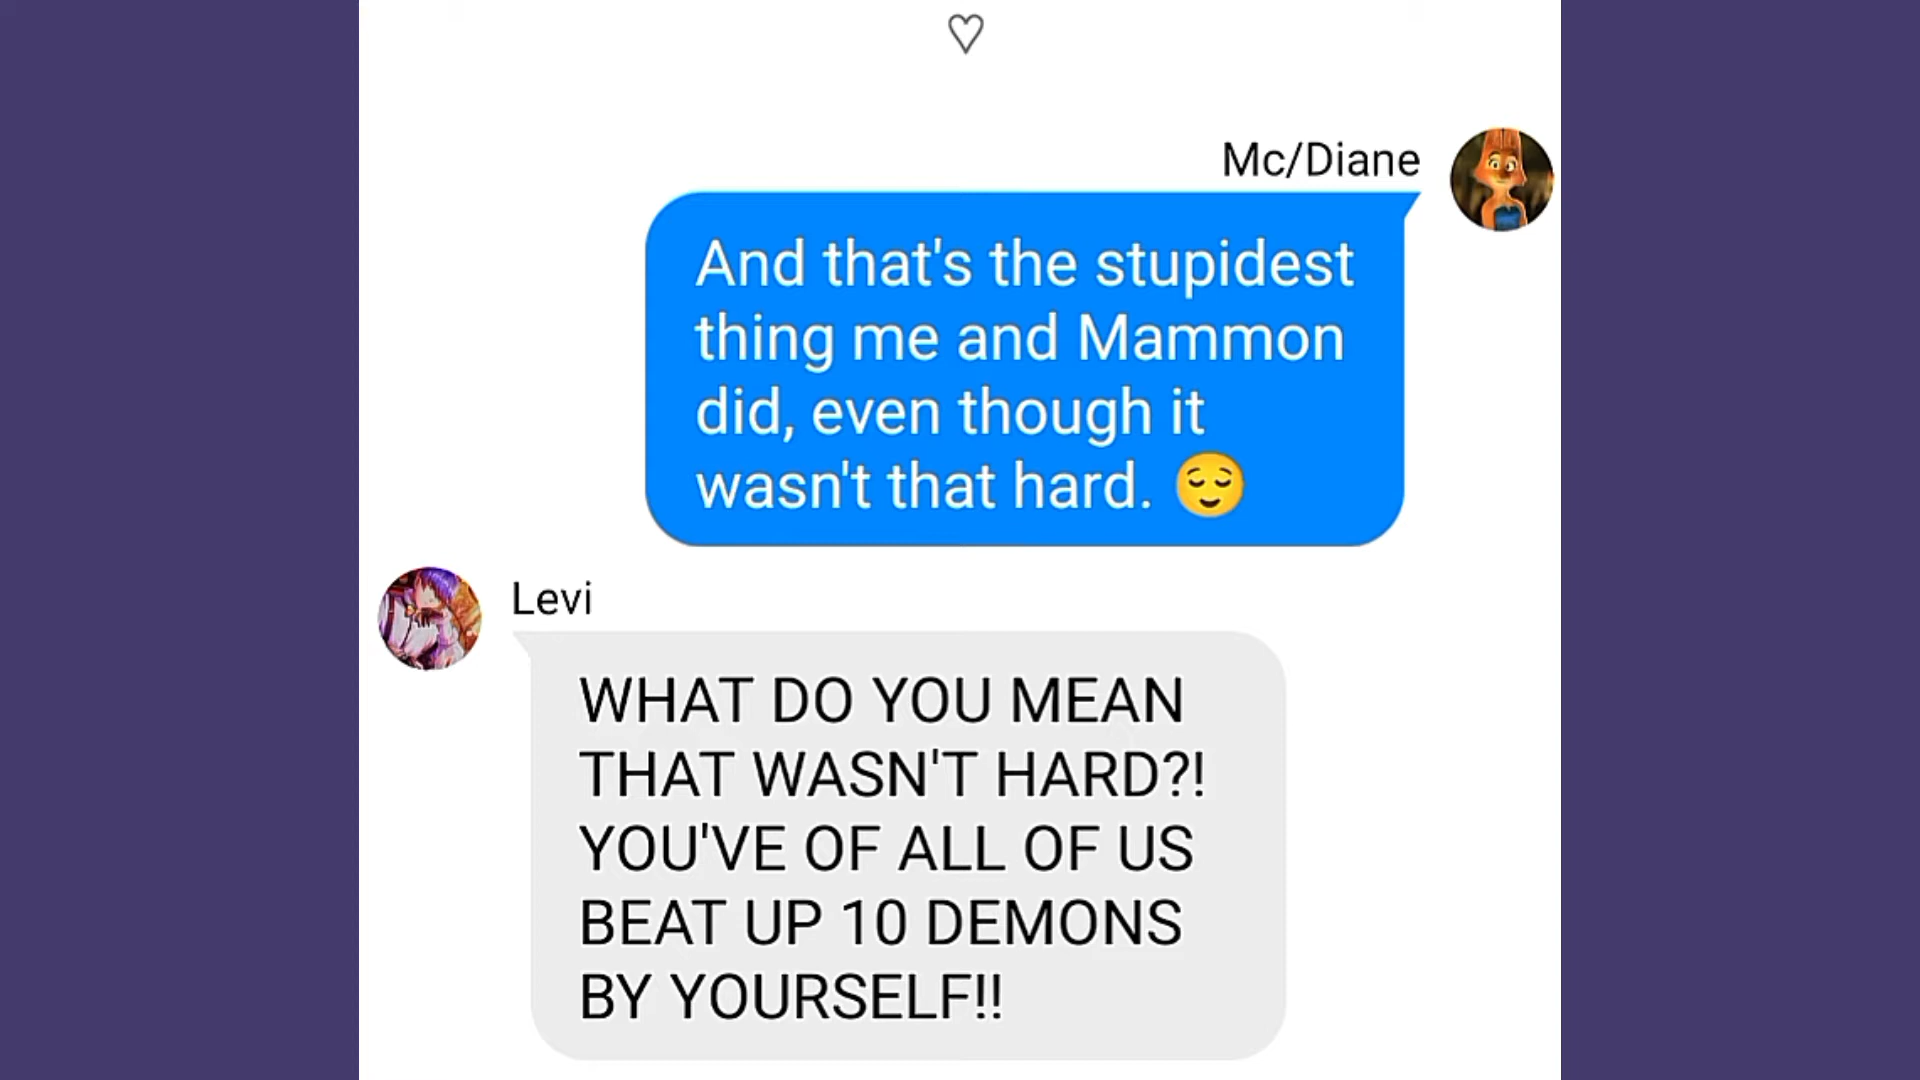 Mc/Diane
And that's the stupidest
thing me and Mammon
did, even though it
wasn't that hard. 😌
Levi
WHAT DO YOU MEAN
THAT WASN'T HARD?!
YOU'VE OF ALL OF US
BEAT UP 10 DEMONS
BY YOURSELF!!